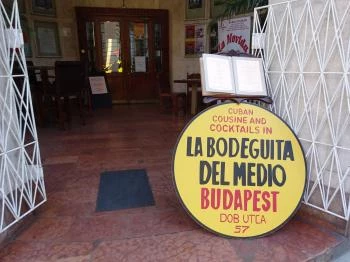 CUBAN
COUSINE AND
COCKTAILS IN
LA BODEGUITA
DEL MEDIO
BUDAPEST
DOB UTCA
57